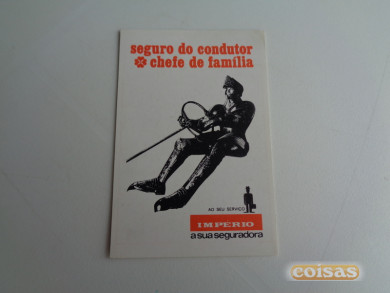 seguro do condutor
chefe de família
AO SEU SERVIÇO
IMPÉRIO
a sua seguradora
coisas